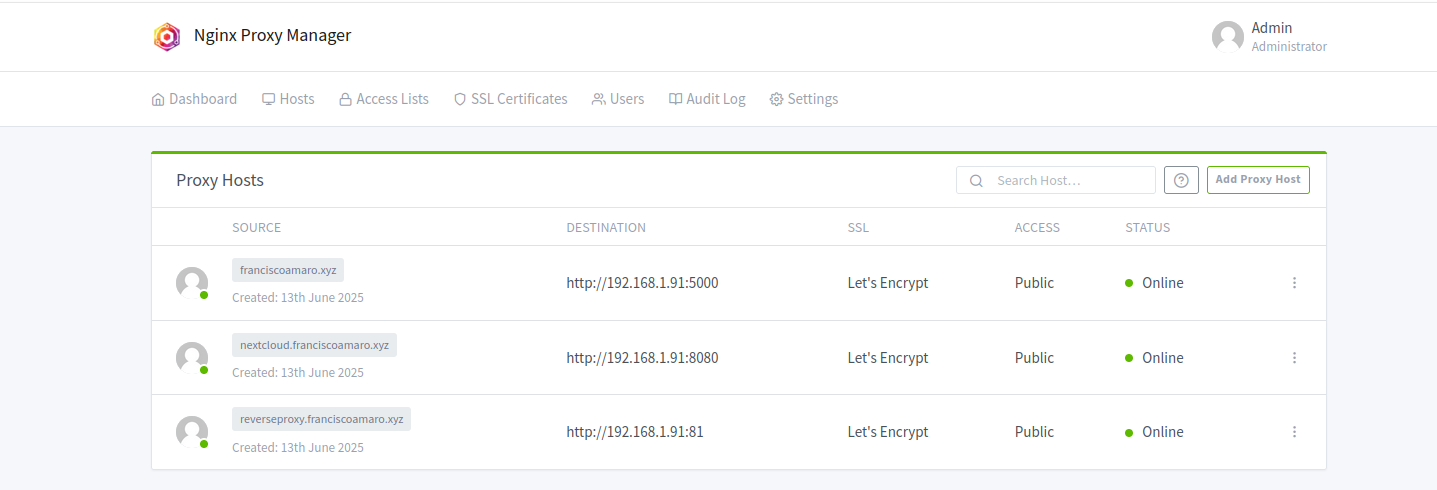 Nginx Proxy Manager
Admin
Administrator
Dashboard Hosts Access Lists SSL Certificates Users Audit Log Settings
Proxy Hosts
Search Host...
Add Proxy Host
SOURCE DESTINATION SSL ACCESS STATUS
franciscoamaro.xyz
Created: 13th June 2025
http://192.168.1.91:5000 Let's Encrypt Public Online
nextcloud.franciscoamaro.xyz
Created: 13th June 2025
http://192.168.1.91:8080 Let's Encrypt Public Online
reverseproxy.franciscoamaro.xyz
Created: 13th June 2025
http://192.168.1.91:81 Let's Encrypt Public Online